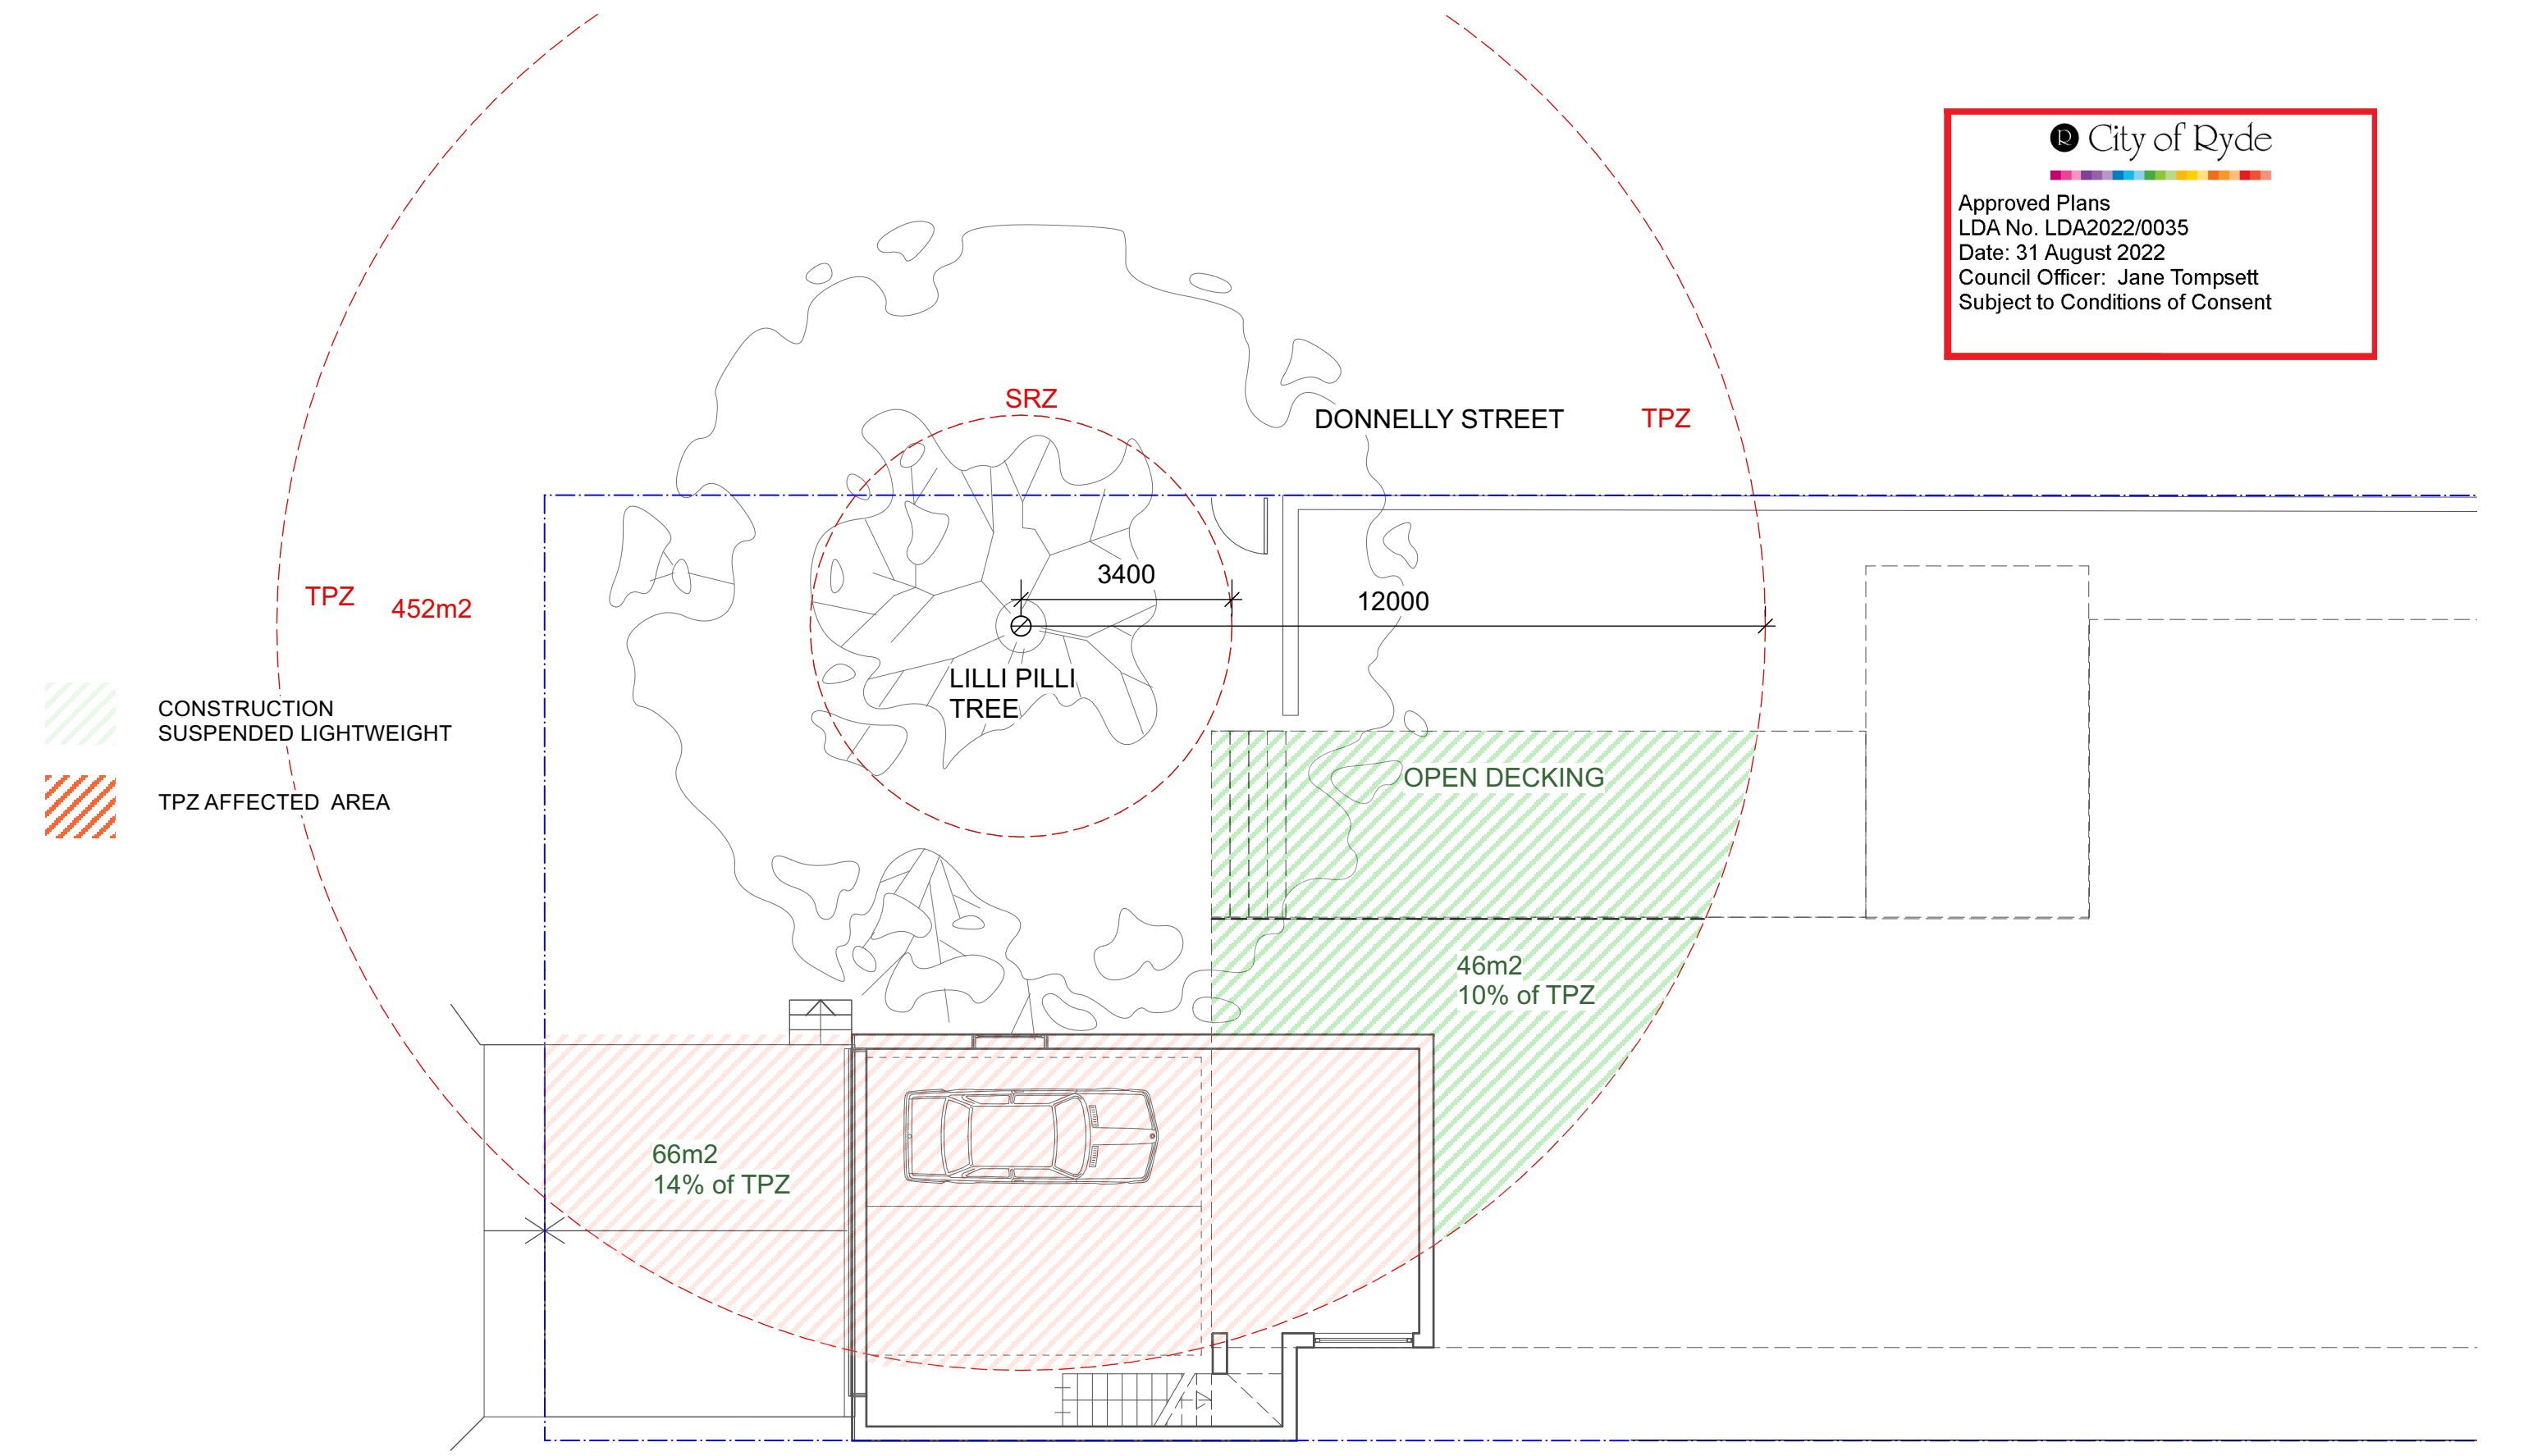 R City of Ryde
Approved Plans
LDA No. LDA2022/0035
Date: 31 August 2022
Council Officer: Jane Tompsett
Subject to Conditions of Consent
SRZ
DONNELLY STREET
TPZ
3400
12000
TPZ
452m2
LILLI PILLI
TREE
CONSTRUCTION
SUSPENDED LIGHTWEIGHT
TPZ AFFECTED AREA
OPEN DECKING
46m2
10% of TPZ
66m2
14% of TPZ